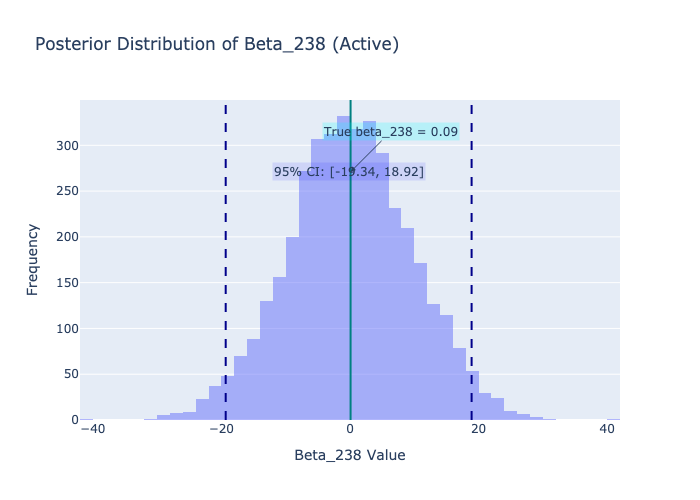 Posterior Distribution of Beta_238 (Active)
True beta_238 = 0.09
95% CI: [-19.34, 18.92]
Frequency
300
250
200
150
100
50
0
−40
−20
0
20
40
Beta_238 Value